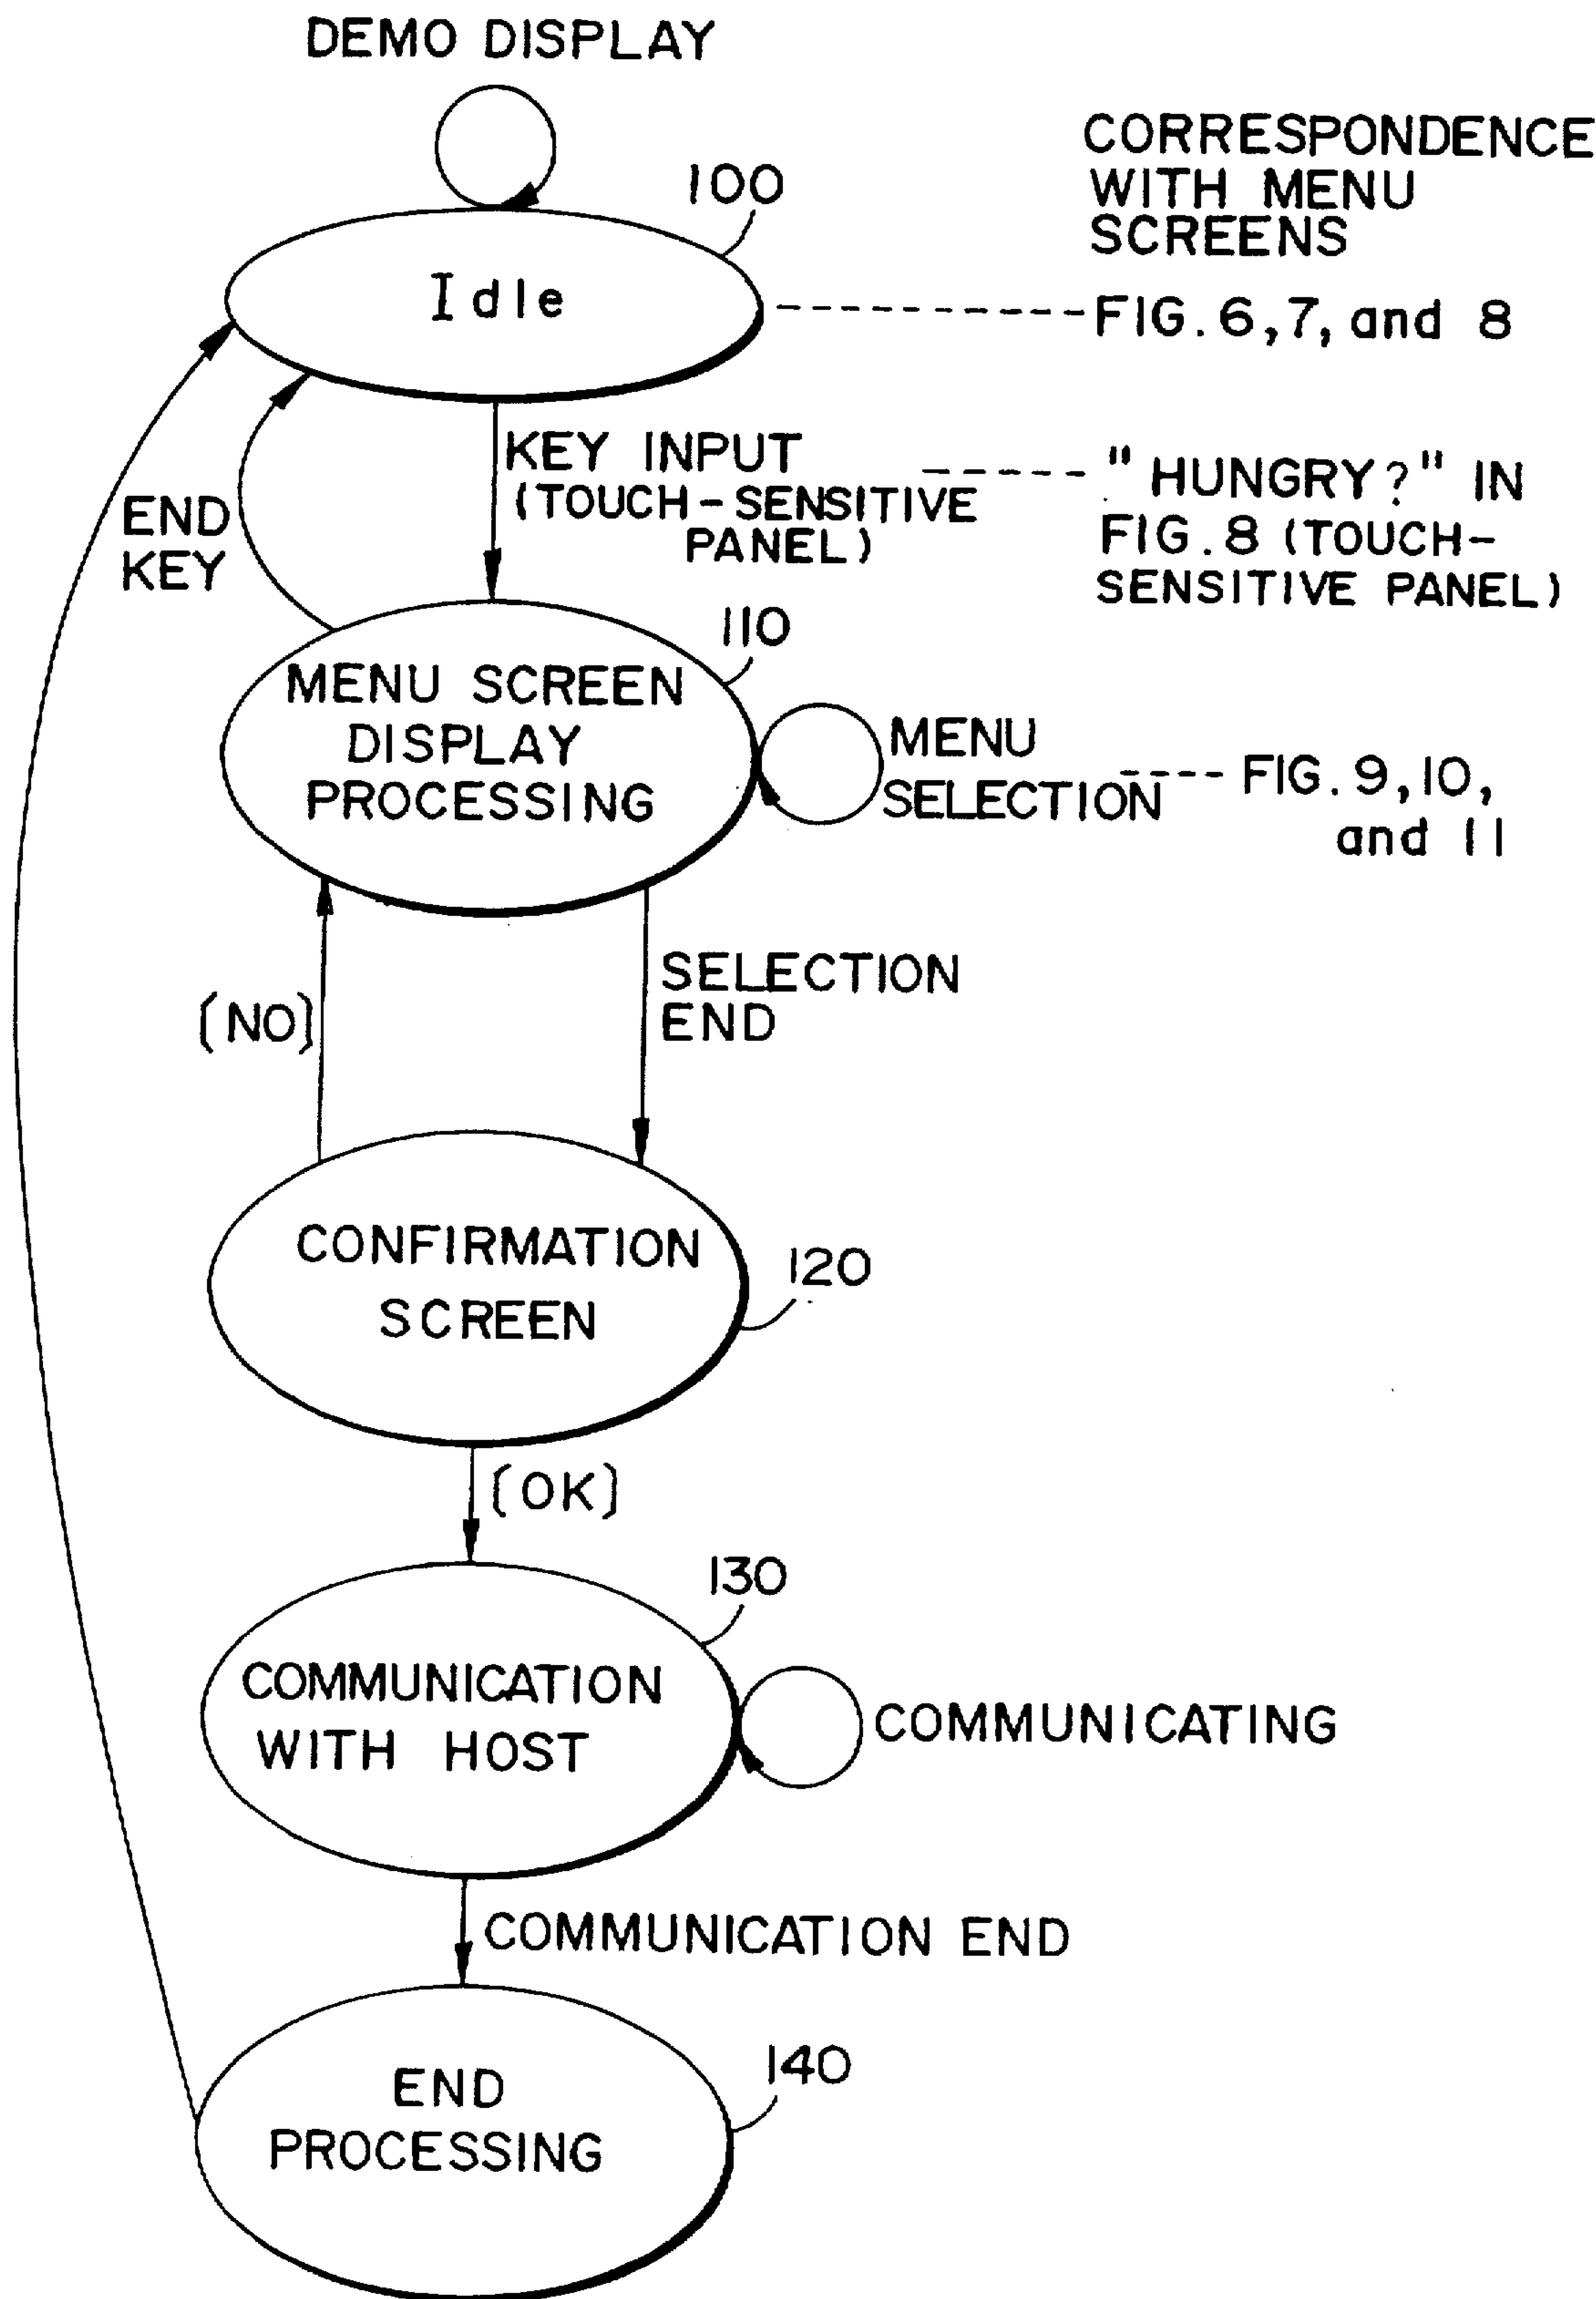 DEMO DISPLAY
100
CORRESPONDENCE
WITH MENU
SCREENS
Idle
FIG. 6, 7, and 8
KEY INPUT
(TOUCH-SENSITIVE
PANEL)
"HUNGRY?" IN
FIG. 8 (TOUCH-
SENSITIVE PANEL)
END
KEY
110
MENU SCREEN
DISPLAY
PROCESSING
MENU
SELECTION
FIG. 9, 10,
and 11
[NO]
SELECTION
END
CONFIRMATION
SCREEN
120
[OK]
130
COMMUNICATION
WITH HOST
COMMUNICATING
COMMUNICATION END
140
END
PROCESSING